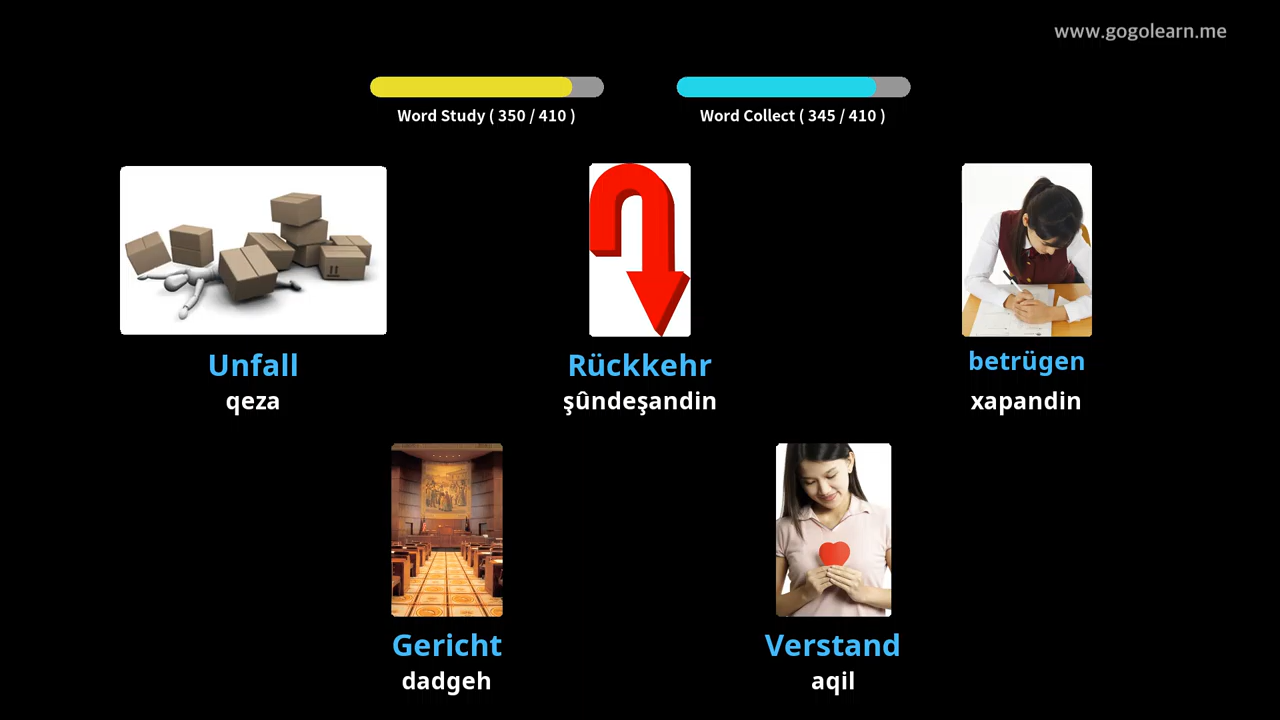 www.gogolearn.me
Word Study ( 350 / 410 )
Word Collect ( 345 / 410 )
Unfall
qeza
Rückkehr
şûndeşandin
betrügen
xapandin
Gericht
dadgeh
Verstand
aqil